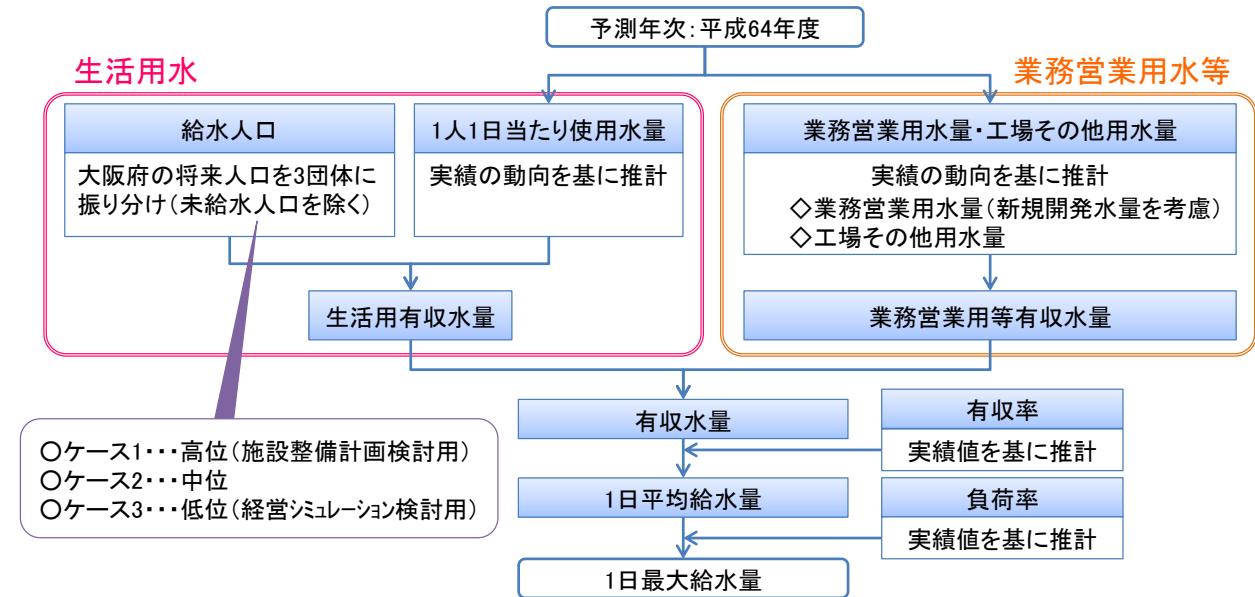 予測年次：平成64年度
生活用水
業務営業用水等
給水人口
大阪府の将来人口を3団体に
振り分け（未給水人口を除く）
1人1日当たり使用水量
実績の動向を基に推計
業務営業用水量・工場その他用水量
実績の動向を基に推計
◇業務営業用水量（新規開発水量を考慮）
◇工場その他用水量
生活用有収水量
業務営業用等有収水量
〇ケース1・・・高位（施設整備計画検討用）
〇ケース2・・・中位
〇ケース3・・・低位（経営ｼﾐｭﾚｰｼｮﾝ検討用）
有収水量
有収率
実績値を基に推計
1日平均給水量
負荷率
実績値を基に推計
1日最大給水量